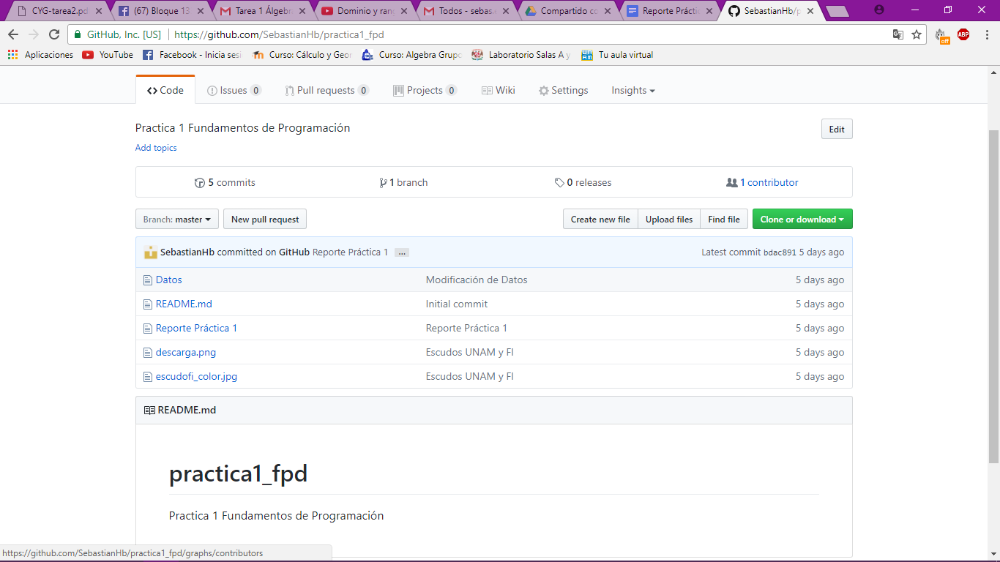 CYG-tarea2.pd (67) Bloque 13 Tarea 1 Álgebra Dominio y ran Todos - sebas. Compartido co Reporte Prácti SebastianHb/p
GitHub, Inc. [US] https://github.com/SebastianHb/practica1_fpd ABP off
Aplicaciones YouTube Facebook - Inicia sesi Curso: Cálculo y Geor Curso: Algebra Grupo Laboratorio Salas A y Tu aula virtual
Code Issues 0 Pull requests 0 Projects 0 Wiki Settings Insights
Practica 1 Fundamentos de Programación Edit
Add topics
5 commits 1 branch 0 releases 1 contributor
Branch: master New pull request Create new file Upload files Find file Clone or download
SebastianHb committed on GitHub Reporte Práctica 1 ... Latest commit bdac891 5 days ago
Datos Modificación de Datos 5 days ago
README.md Initial commit 5 days ago
Reporte Práctica 1 Reporte Práctica 1 5 days ago
descarga.png Escudos UNAM y FI 5 days ago
escudofi_color.jpg Escudos UNAM y FI 5 days ago
README.md
practica1_fpd
Practica 1 Fundamentos de Programación
https://github.com/SebastianHb/practica1_fpd/graphs/contributors